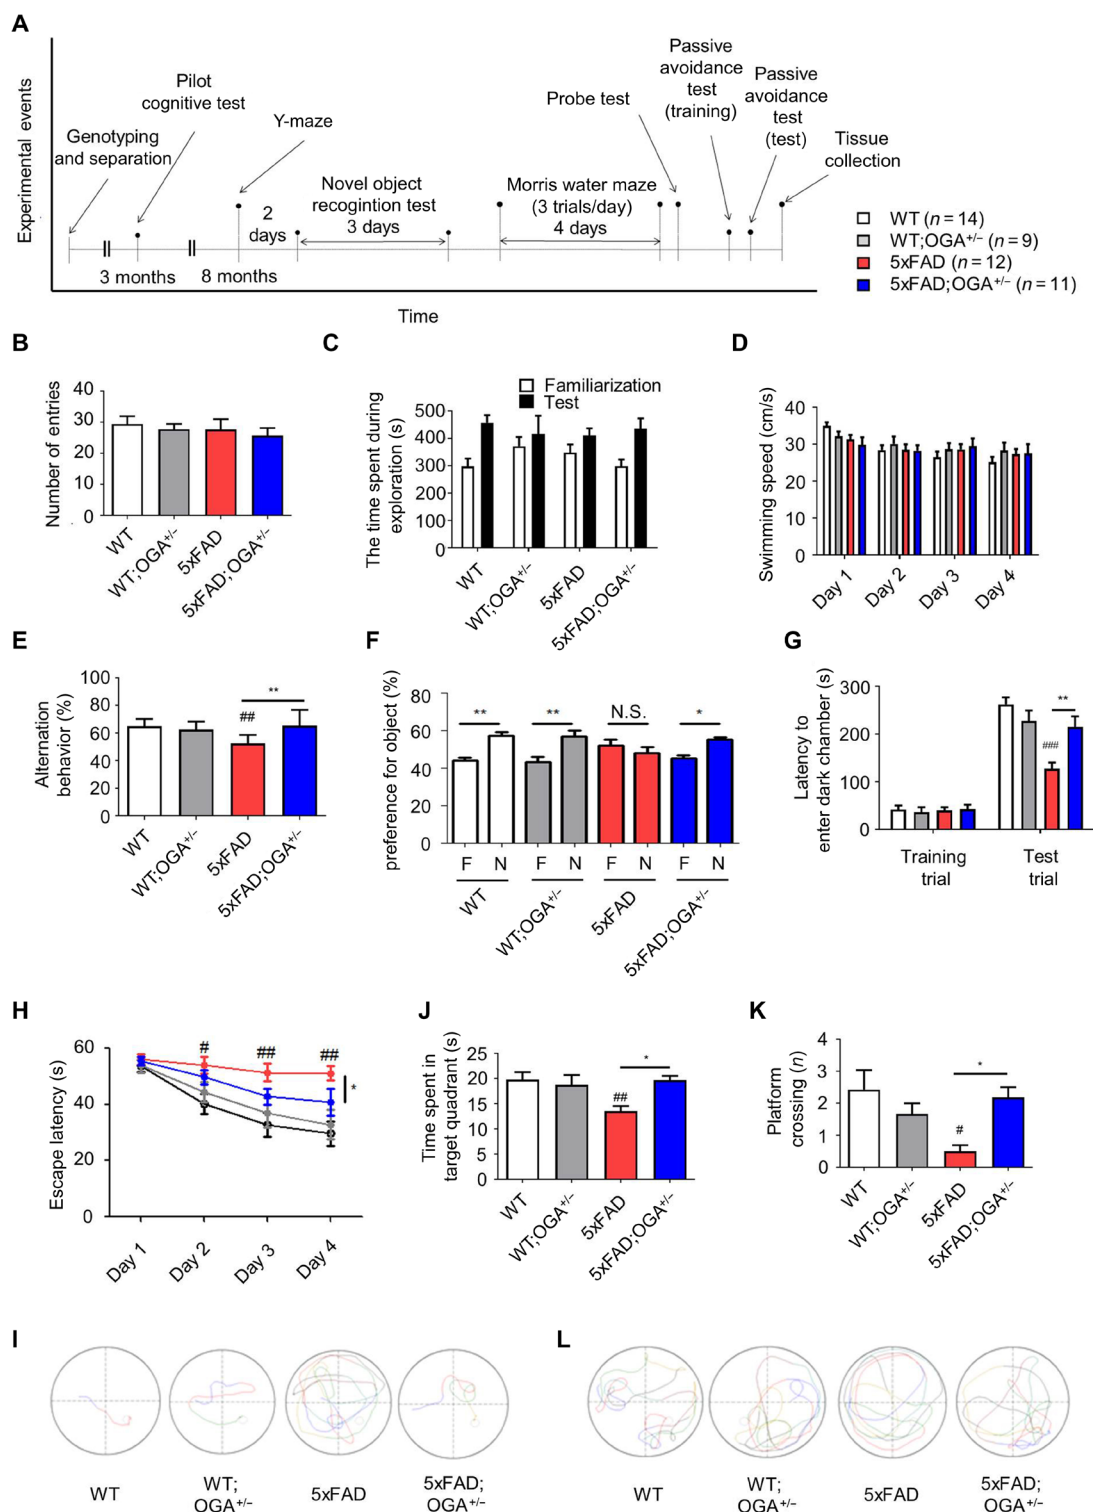 A
Experimental events
Genotyping
and separation
Pilot
cognitive test
Y-maze
2
days
Novel object
recogintion test
3 days
Morris water maze
(3 trials/day)
4 days
Probe test
Passive
avoidance
test
(training)
Passive
avoidance
test
(test)
Tissue
collection
3 months
8 months
Time
WT (n = 14)
WT;OGA+/− (n = 9)
5xFAD (n = 12)
5xFAD;OGA+/− (n = 11)
B
Number of entries
40
30
20
10
0
WT
WT;OGA+/−
5xFAD
5xFAD;OGA+/−
C
The time spent during
exploration (s)
Familiarization
Test
500
400
300
200
100
0
WT
WT;OGA+/−
5xFAD
5xFAD;OGA+/−
D
Swimming speed (cm/s)
40
30
20
10
0
Day 1
Day 2
Day 3
Day 4
E
Alternation
behavior (%)
100
80
60
40
20
0
##
**
WT
WT;OGA+/−
5xFAD
5xFAD;OGA+/−
F
preference for object (%)
80
60
40
20
0
**
**
N.S.
*
F N F N F N F N
WT
WT;OGA+/−
5xFAD
5xFAD;OGA+/−
G
Latency to
enter dark chamber (s)
300
200
100
0
###
**
Training
trial
Test
trial
H
Escape latency (s)
60
40
20
0
#
##
##
*
Day 1
Day 2
Day 3
Day 4
J
Time spent in
target quadrant (s)
25
20
15
10
5
0
##
*
WT
WT;OGA+/−
5xFAD
5xFAD;OGA+/−
K
Platform
crossing (n)
4
3
2
1
0
#
*
WT
WT;OGA+/−
5xFAD
5xFAD;OGA+/−
I
WT
WT;
OGA+/−
5xFAD
5xFAD;
OGA+/−
L
WT
WT;
OGA+/−
5xFAD
5xFAD;
OGA+/−